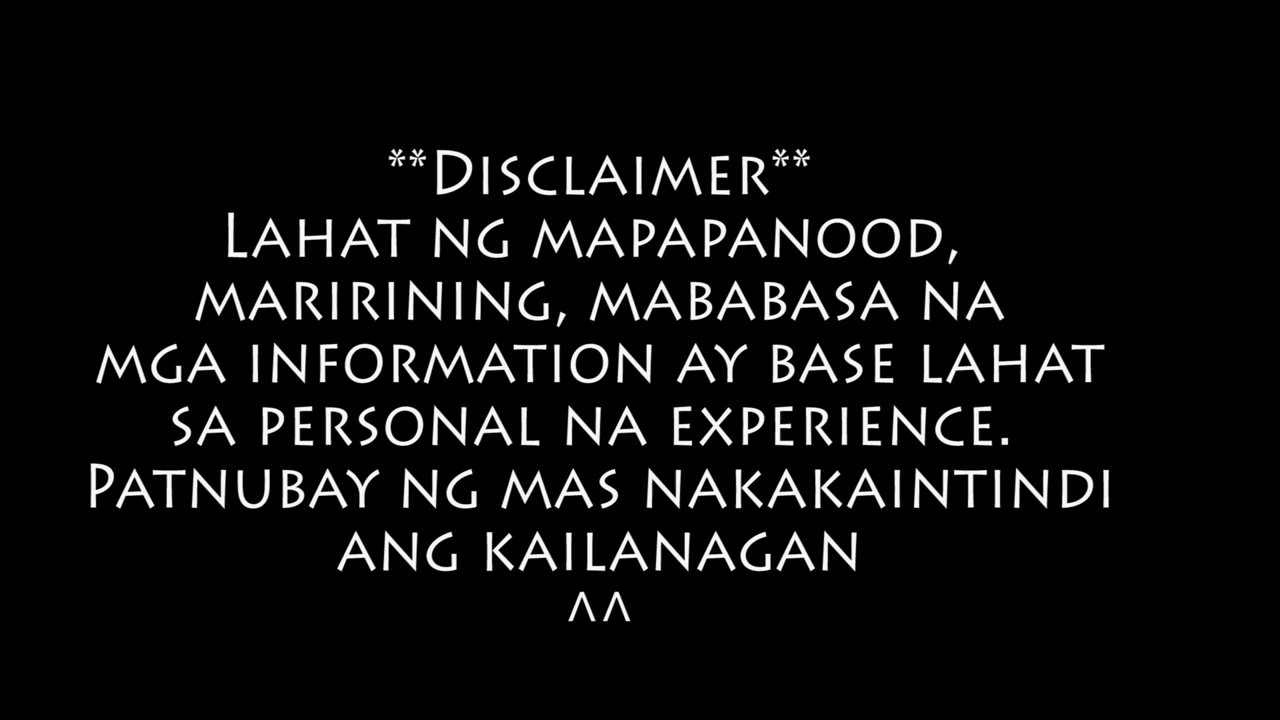 **Disclaimer**
Lahat ng mapapanood,
maririning, mababasa na
mga information ay base lahat
sa personal na experience.
Patnubay ng mas nakakaintindi
ang kailanagan
^^